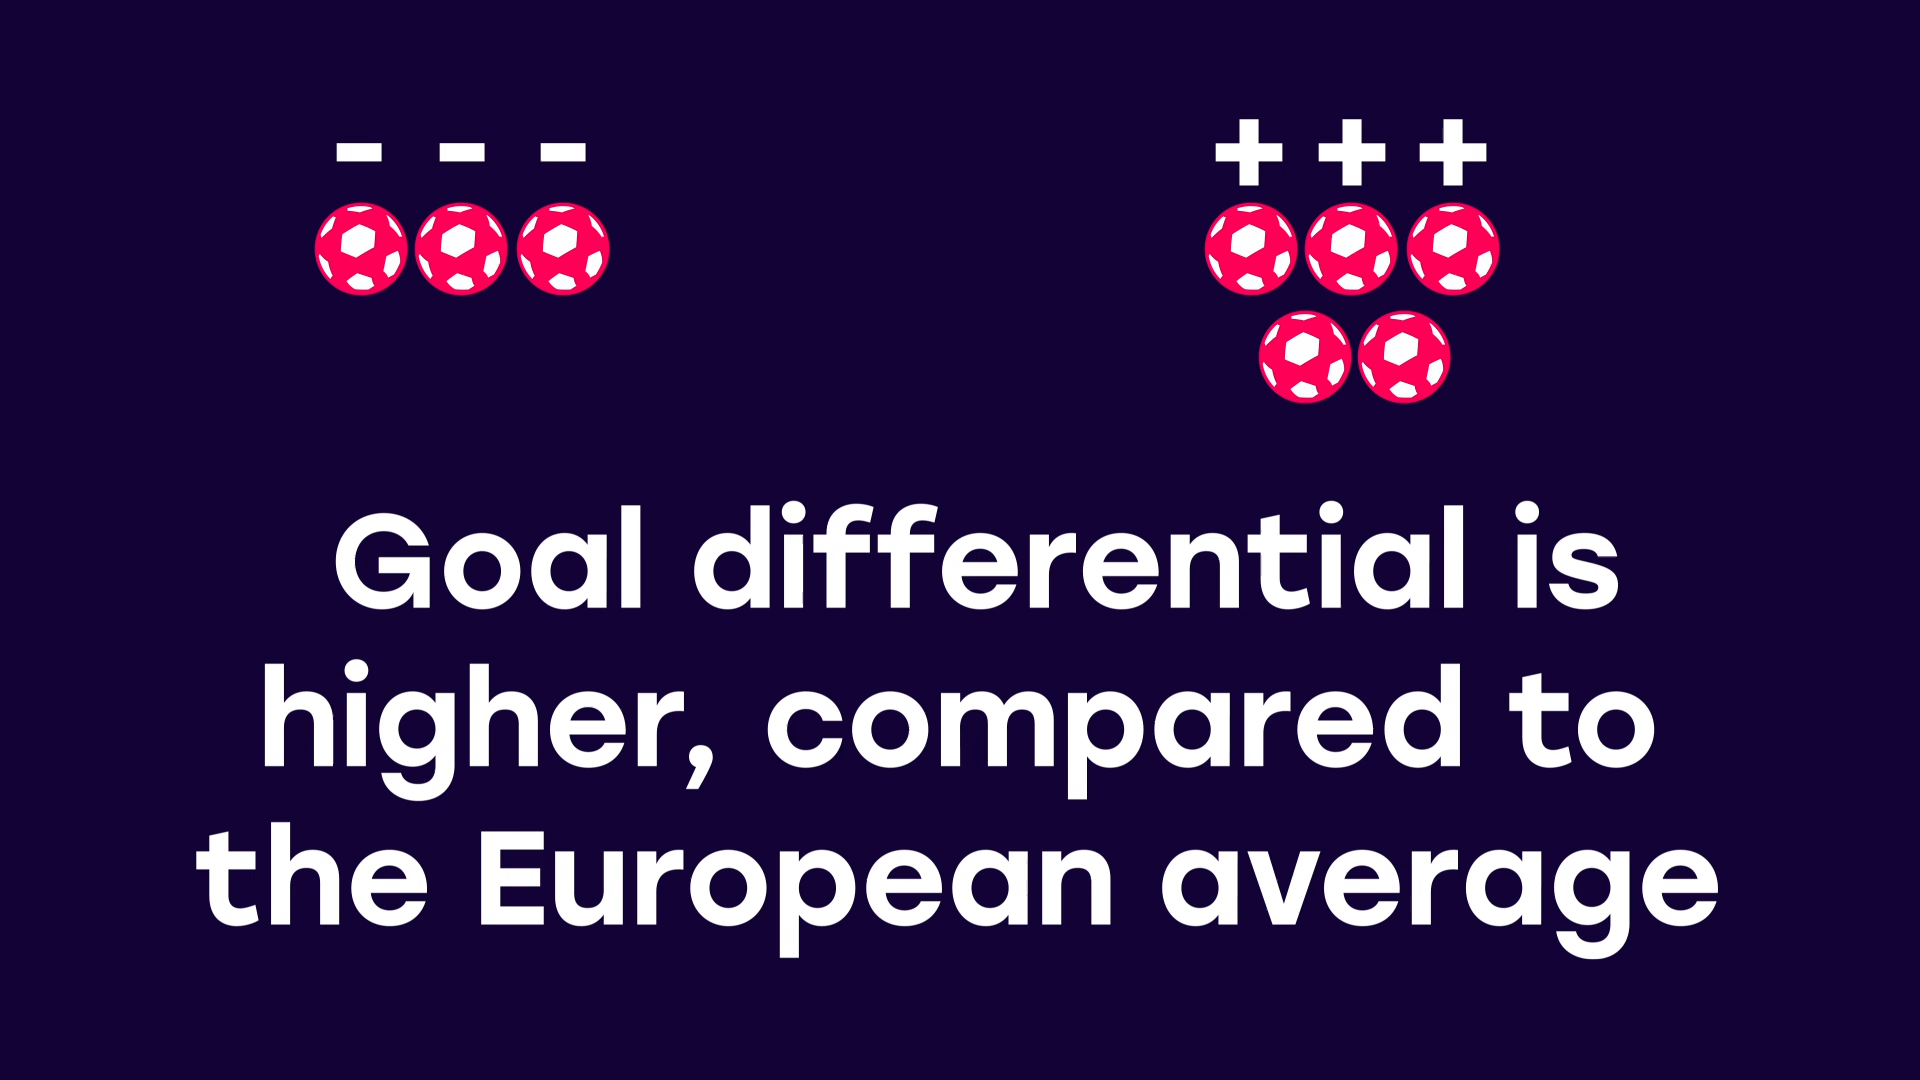 - - -
+ + +
Goal differential is
higher, compared to
the European average